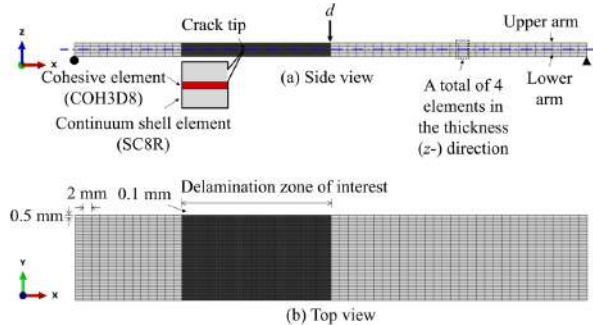 d
Crack tip
Upper arm
Z
X
(a) Side view
Cohesive element
(COH3D8)
Continuum shell element
(SC8R)
A total of 4
elements in
the thickness
(z-) direction
Lower
arm
Delamination zone of interest
2 mm
0.1 mm
0.5 mm
Y
X
(b) Top view